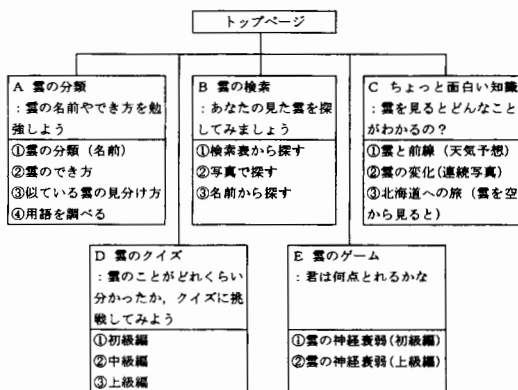 トップページ
A 雲の分類
：雲の名前やでき方を勉
強しよう
①雲の分類（名前）
②雲のでき方
③似ている雲の見分け方
④用語を調べる
B 雲の検索
：あなたの見た雲を探
してみましょう
①検索表から探す
②写真で探す
③名前から探す
C ちょっと面白い知識
：雲を見るとどんなこと
がわかるの？
①雲と前線（天気予想）
②雲の変化（連続写真）
③北海道への旅（雲を空
から見ると）
D 雲のクイズ
：雲のことがどれくらい
分かったか，クイズに挑
戦してみよう
①初級編
②中級編
③上級編
E 雲のゲーム
：君は何点とれるかな
①雲の神経衰弱（初級編）
②雲の神経衰弱（上級編）